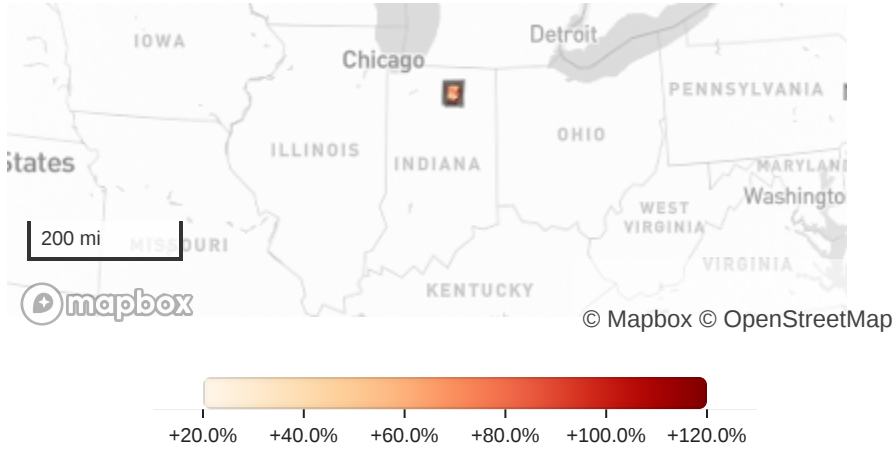 IOWA
Chicago
Detroit
PENNSYLVANIA
OHIO
ILLINOIS
INDIANA
States
MARYLAND
Washingto
WEST
VIRGINIA
200 mi
MISSOURI
VIRGINIA
KENTUCKY
mapbox
© Mapbox © OpenStreetMap
+20.0% +40.0% +60.0% +80.0% +100.0% +120.0%